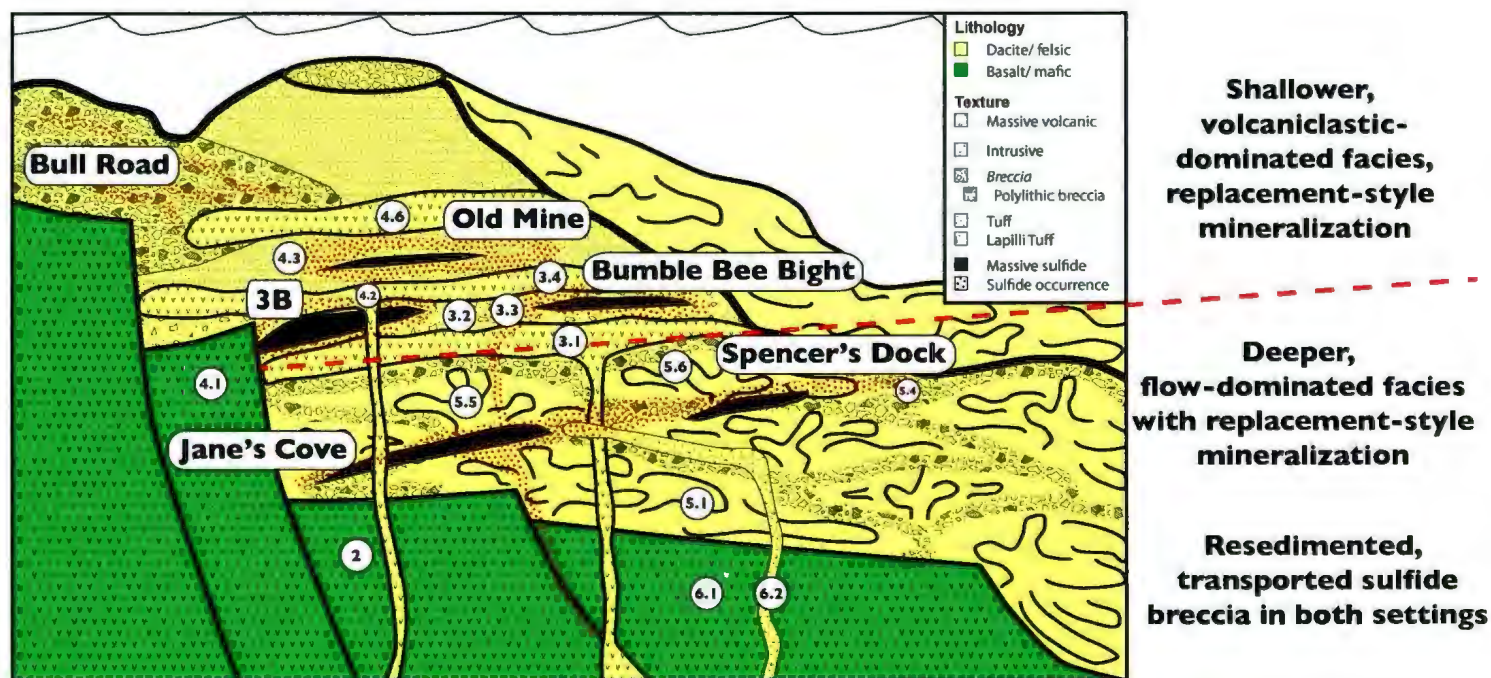 Lithology
Dacite/ felsic
Basalt/ mafic
Texture
Massive volcanic
Intrusive
Breccia
Polylithic breccia
Tuff
Lapilli Tuff
Massive sulfide
Sulfide occurrence
Shallower,
volcaniclastic-
dominated facies,
replacement-style
mineralization
Deeper,
flow-dominated facies
with replacement-style
mineralization
Resedimented,
transported sulfide
breccia in both settings
Bull Road
4.6
Old Mine
4.3
3.4
Bumble Bee Bight
3B
4.2
3.2
3.3
3.1
Spencer's Dock
4.1
5.6
5.5
5.4
Jane's Cove
5.1
2
6.1
6.2